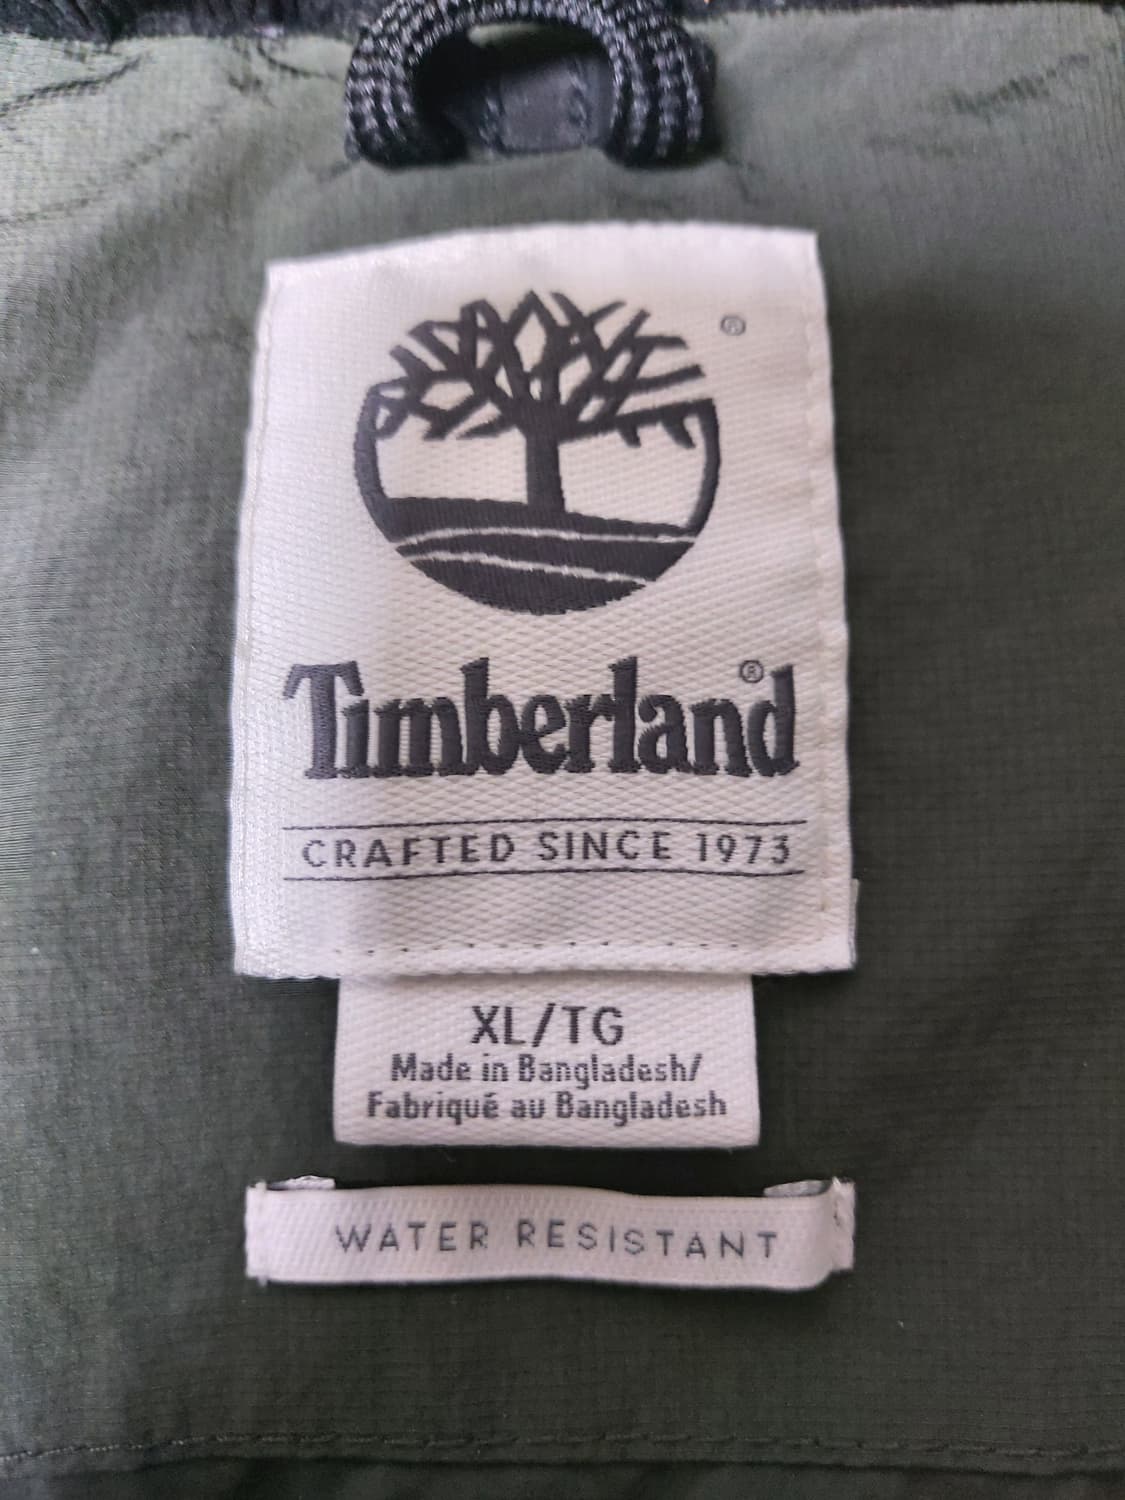 ®
Timberland®
CRAFTED SINCE 1973
XL/TG
Made in Bangladesh/
Fabriqué au Bangladesh
WATER RESISTANT